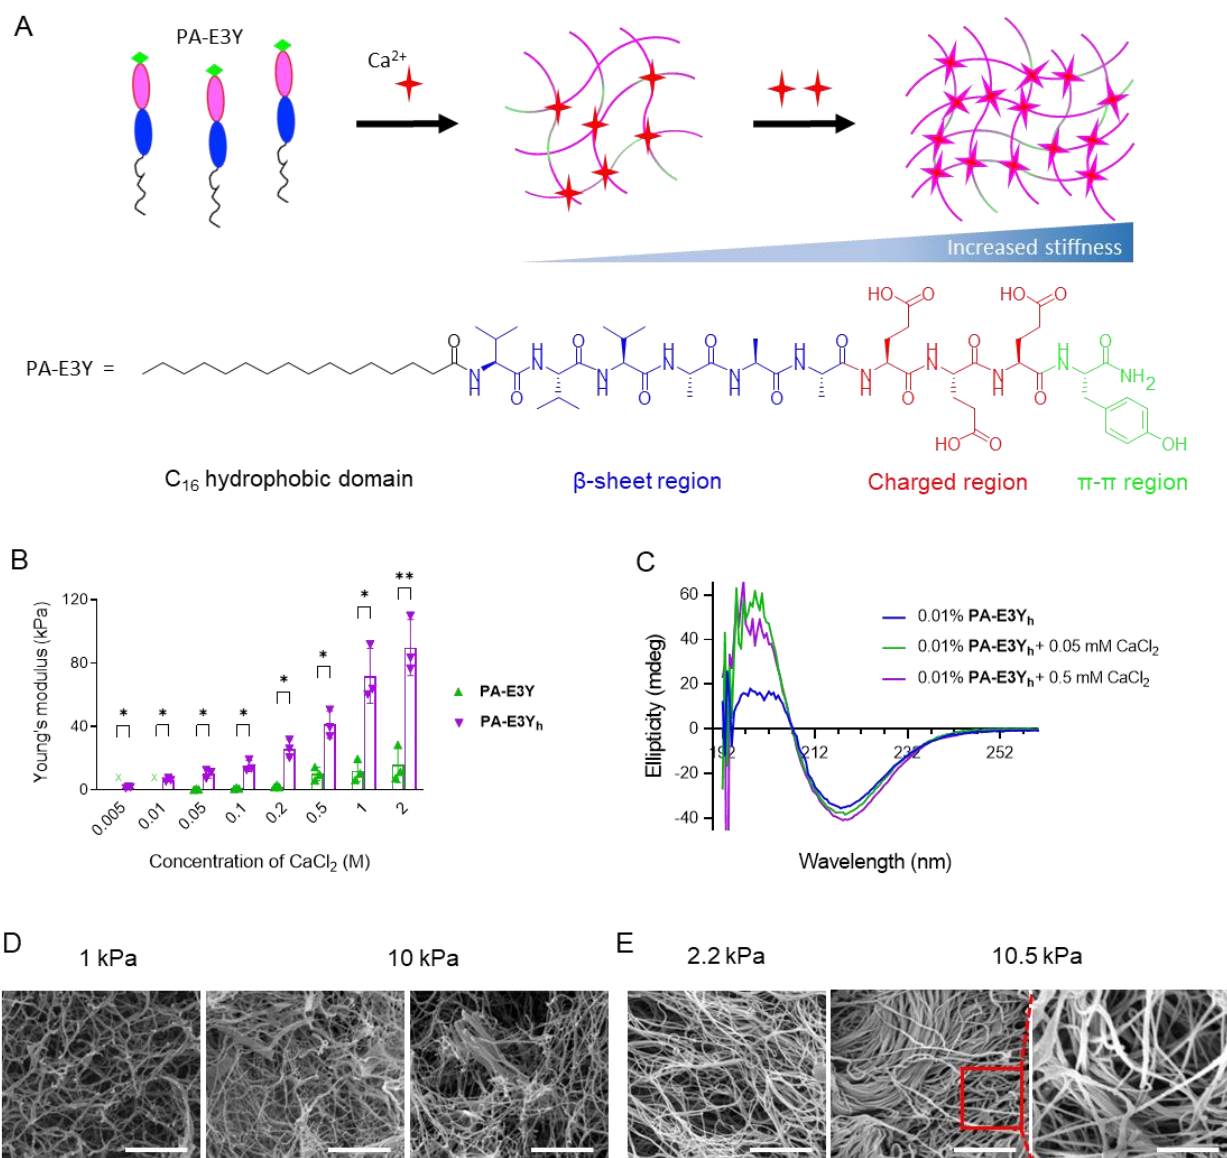 A
PA-E3Y
Ca2+
Increased stiffness
PA-E3Y =
O
H
N
O
H
N
O
H
N
O
H
N
O
H
N
O
H
N
O
HO
O
H
N
O
H
N
O
HO
O
H
N
HO
O
O
H
N
O
NH2
OH
C16 hydrophobic domain
β-sheet region
Charged region
π-π region
B
Young's modulus (kPa)
120
80
40
0
*
*
*
*
*
*
*
**
x
x
0.005
0.01
0.05
0.1
0.2
0.5
1
2
Concentration of CaCl2 (M)
PA-E3Y
PA-E3Yh
C
Ellipticity (mdeg)
60
40
20
0
-20
-40
192
212
232
252
Wavelength (nm)
0.01% PA-E3Yh
0.01% PA-E3Yh + 0.05 mM CaCl2
0.01% PA-E3Yh + 0.5 mM CaCl2
D
1 kPa
10 kPa
E
2.2 kPa
10.5 kPa